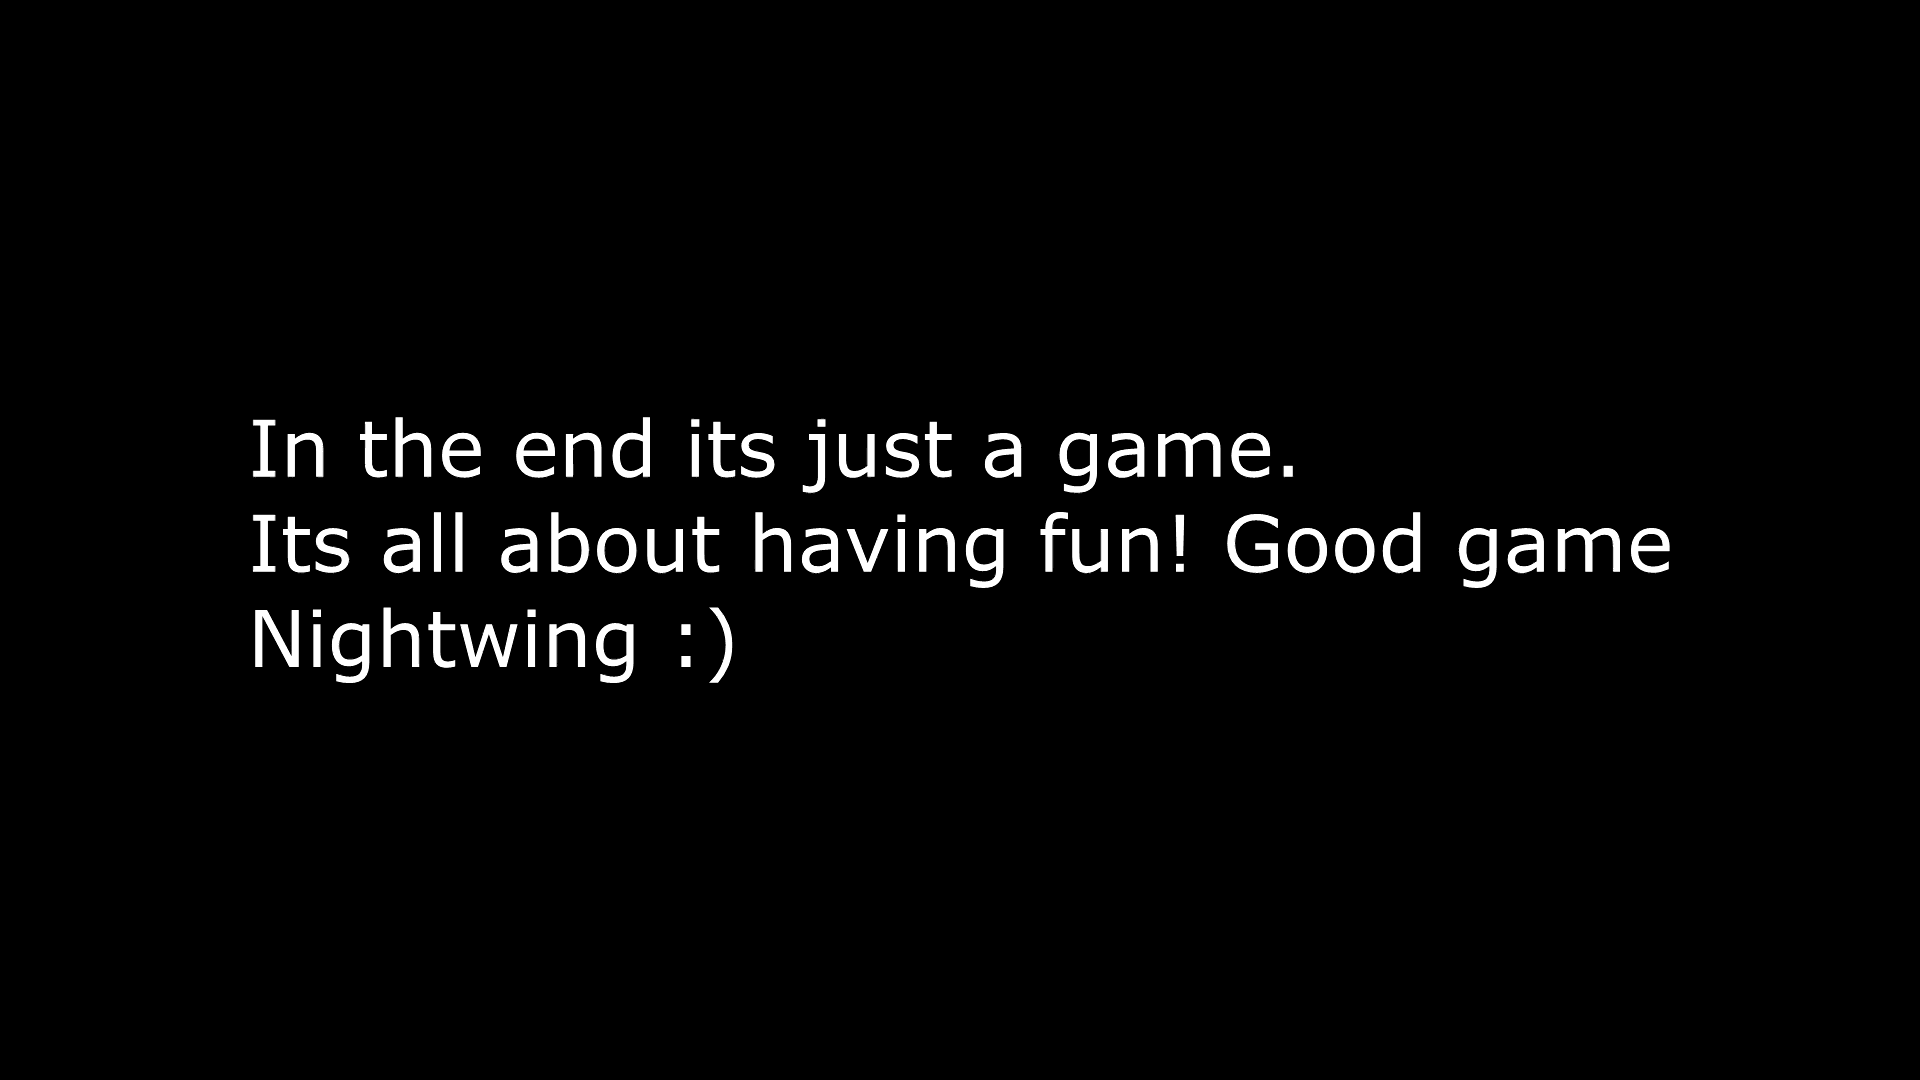 In the end its just a game.
Its all about having fun! Good game
Nightwing :)